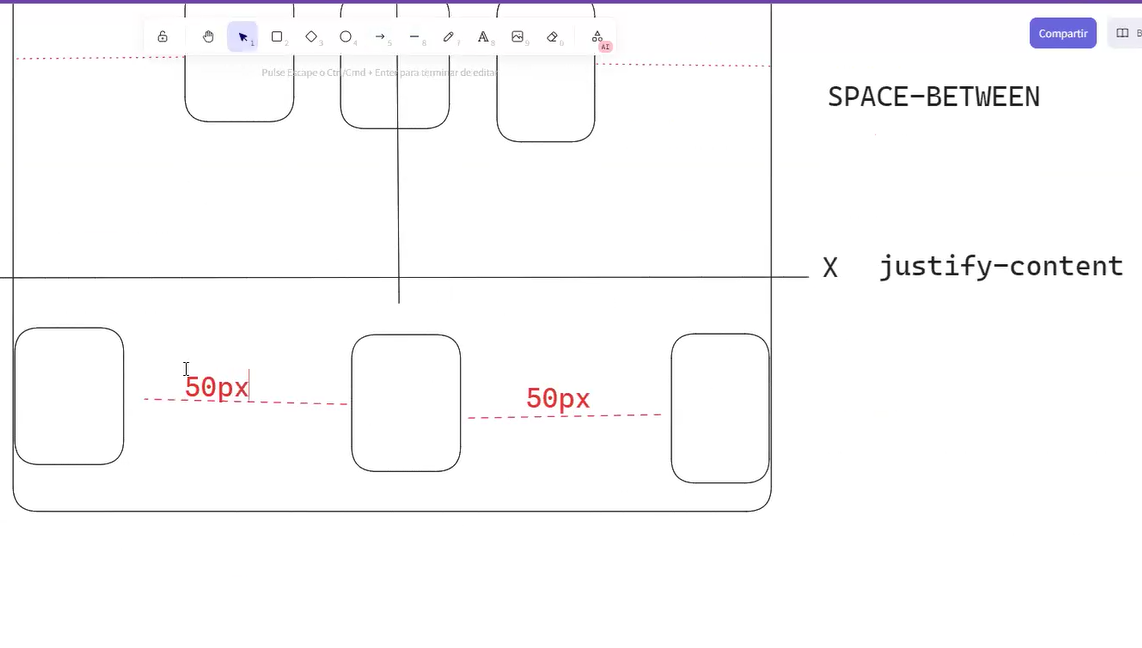 1 2 3 4 5 6 7 8 9 0 AI
Compartir
B
Pulse Escape o Ctrl/Cmd + Enter para terminar de editar
SPACE-BETWEEN
X justify-content
50px
50px